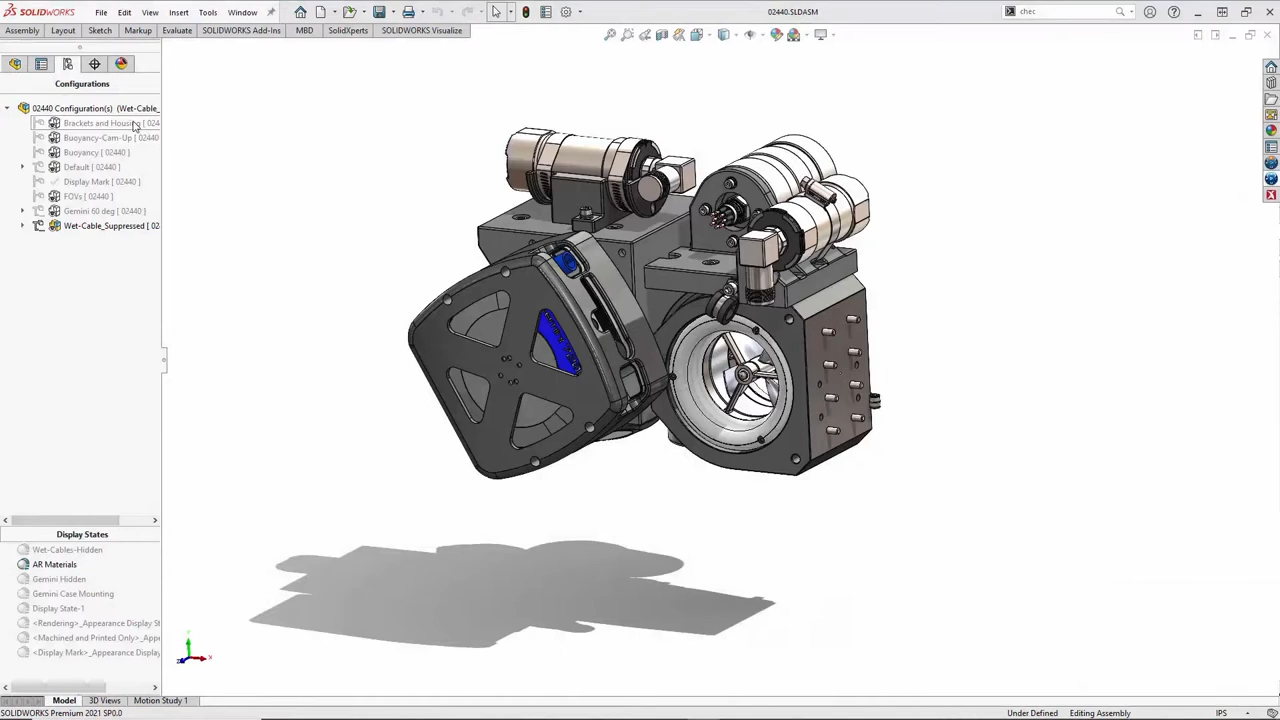 SOLIDWORKS File Edit View Insert Tools Window 02440.SLDASM chec
Assembly Layout Sketch Markup Evaluate SOLIDWORKS Add-Ins MBD SolidXperts SOLIDWORKS Visualize
Configurations
02440 Configuration(s) (Wet-Cable_
Brackets and Housing [ 024
Buoyancy-Cam-Up [ 02440
Buoyancy [ 02440 ]
Default [ 02440 ]
Display Mark [ 02440 ]
FOVs [ 02440 ]
Gemini 60 deg [ 02440 ]
Wet-Cable_Suppressed [ 02
Display States
Wet-Cables-Hidden
AR Materials
Gemini Hidden
Gemini Case Mounting
Display State-1
<Rendering>_Appearance Display St
<Machined and Printed Only>_Appe
<Display Mark>_Appearance Display
Model 3D Views Motion Study 1
SOLIDWORKS Premium 2021 SP0.0 Under Defined Editing Assembly IPS